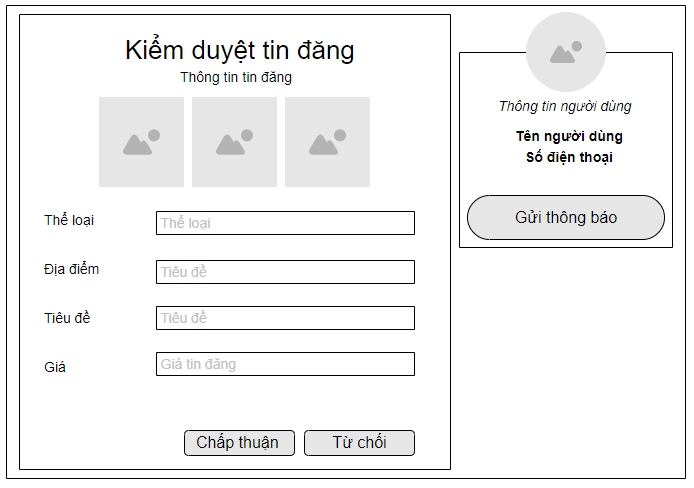 Kiểm duyệt tin đăng
Thông tin tin đăng
Thể loại
Thể loại
Địa điểm
Tiêu đề
Tiêu đề
Tiêu đề
Giá
Giá tin đăng
Chấp thuận
Từ chối
Thông tin người dùng
Tên người dùng
Số điện thoại
Gửi thông báo